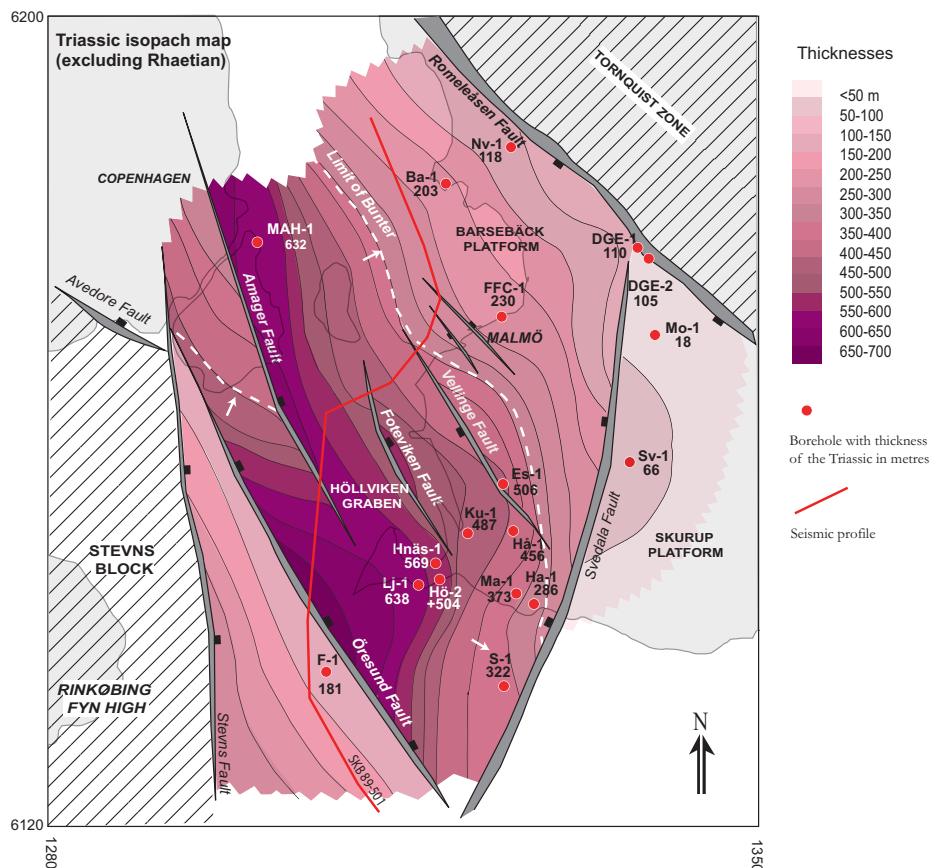 6200
Triassic isopach map
(excluding Rhaetian)
COPENHAGEN
Avedore Fault
MAH-1
632
Amager Fault
Limit of Bunter
Romeleåsen Fault
TORNQUIST ZONE
Nv-1
118
Ba-1
203
BARSEBÄCK
PLATFORM
DGE-1
110
DGE-2
105
FFC-1
230
MALMÖ
Mo-1
18
Vellinge Fault
Foteviken Fault
HÖLLVIKEN
GRABEN
Es-1
506
Sv-1
66
Ku-1
487
Hå-1
456
Svedala Fault
SKURUP
PLATFORM
STEVNS
BLOCK
Hnäs-1
569
Lj-1
638
Hö-2
+504
Ma-1
373
Ha-1
286
S-1
322
F-1
181
Öresund Fault
RINKØBING
FYN HIGH
Stevns Fault
SKB 89-501
N
6120
1280
1350
Thicknesses
<50 m
50-100
100-150
150-200
200-250
250-300
300-350
350-400
400-450
450-500
500-550
550-600
600-650
650-700
Borehole with thickness
of the Triassic in metres
Seismic profile